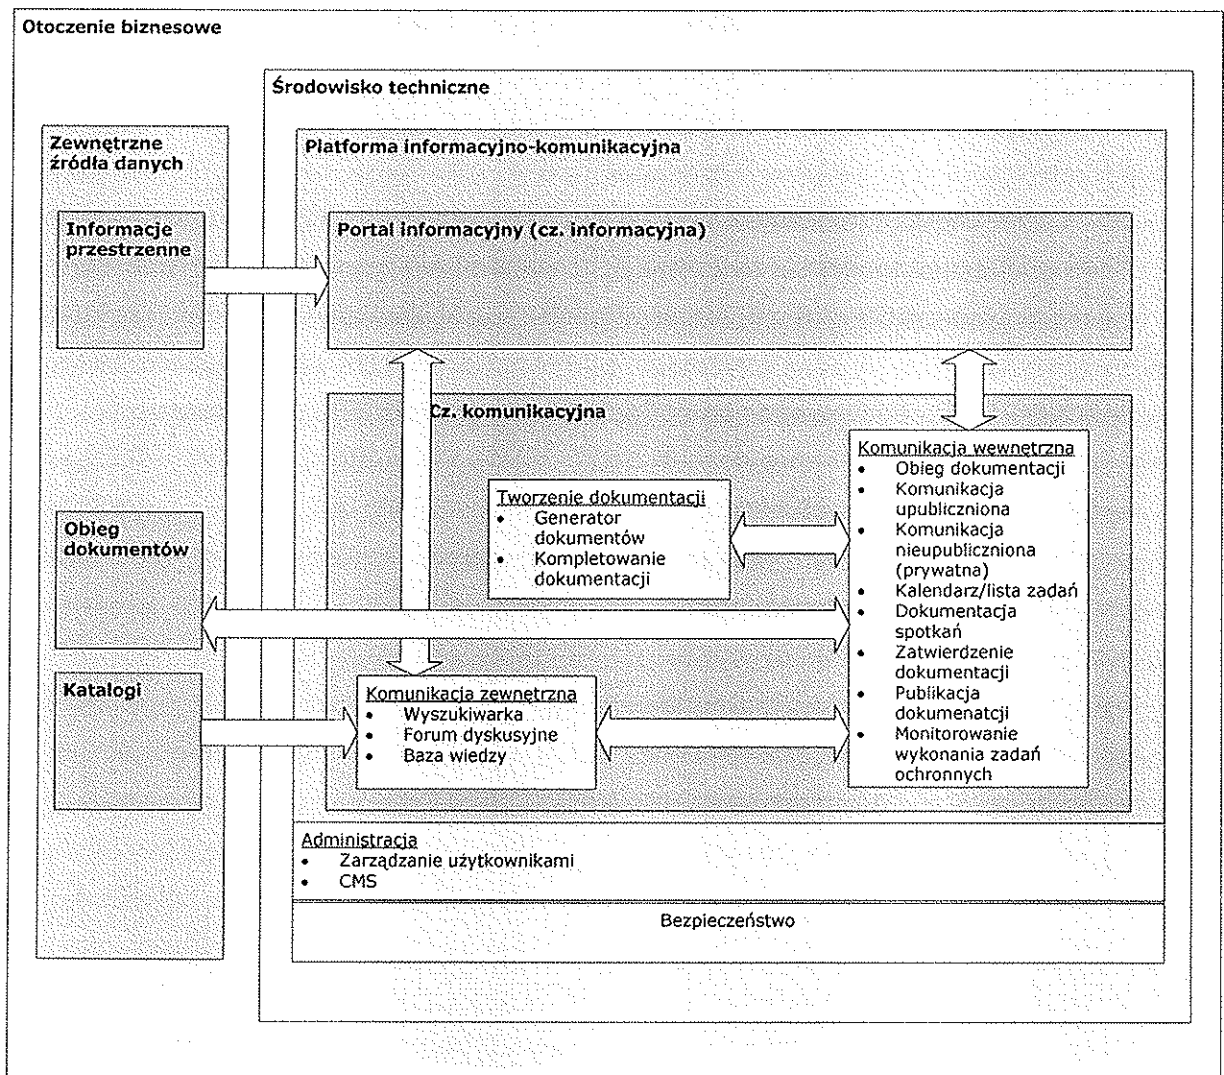 Otoczenie biznesowe
Środowisko techniczne
Zewnętrzne
źródła danych
Platforma informacyjno-komunikacyjna
Informacje
przestrzenne
Portal informacyjny (cz. informacyjna)
Cz. komunikacyjna
Komunikacja wewnętrzna
• Obieg dokumentacji
• Komunikacja
upubliczniona
• Komunikacja
nieupubliczniona
(prywatna)
• Kalendarz/lista zadań
• Dokumentacja
spotkań
• Zatwierdzenie
dokumentacji
• Publikacja
dokumenatcji
• Monitorowanie
wykonania zadań
ochronnych
Tworzenie dokumentacji
• Generator
dokumentów
• Kompletowanie
dokumentacji
Obieg
dokumentów
Katalogi
Komunikacja zewnętrzna
• Wyszukiwarka
• Forum dyskusyjne
• Baza wiedzy
Administracja
• Zarządzanie użytkownikami
• CMS
Bezpieczeństwo